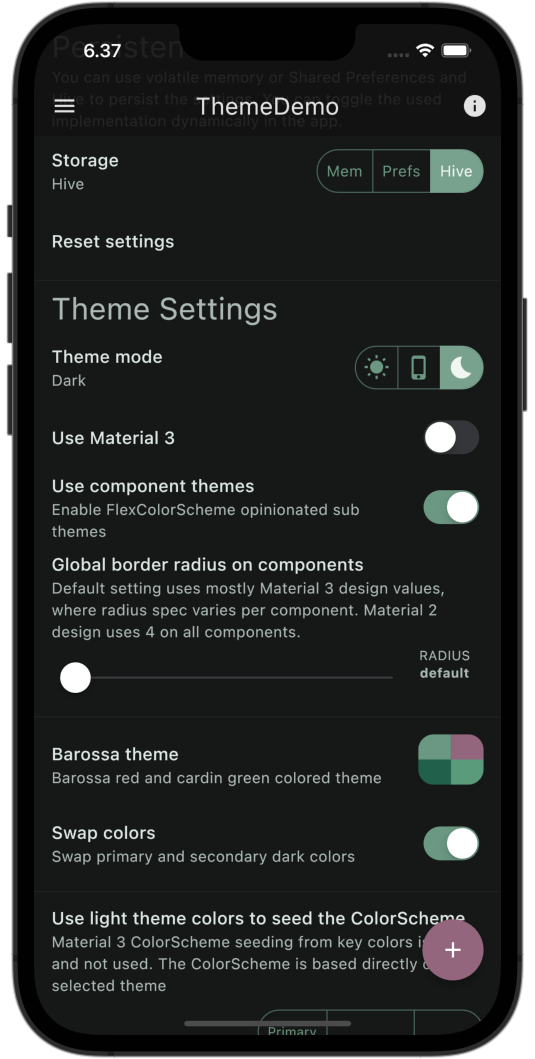 6.37
Persisten
You can use volatile memory or Shared Preferences and
Hive to persist the settings. You can toggle the used
ThemeDemo
implementation dynamically in the app.
Storage
Hive
Mem
Prefs
Hive
Reset settings
Theme Settings
Theme mode
Dark
Use Material 3
Use component themes
Enable FlexColorScheme opinionated sub
themes
Global border radius on components
Default setting uses mostly Material 3 design values,
where radius spec varies per component. Material 2
design uses 4 on all components.
RADIUS
default
Barossa theme
Barossa red and cardin green colored theme
Swap colors
Swap primary and secondary dark colors
Use light theme colors to seed the ColorScheme
Material 3 ColorScheme seeding from key colors
and not used. The ColorScheme is based directly
selected theme
Primary